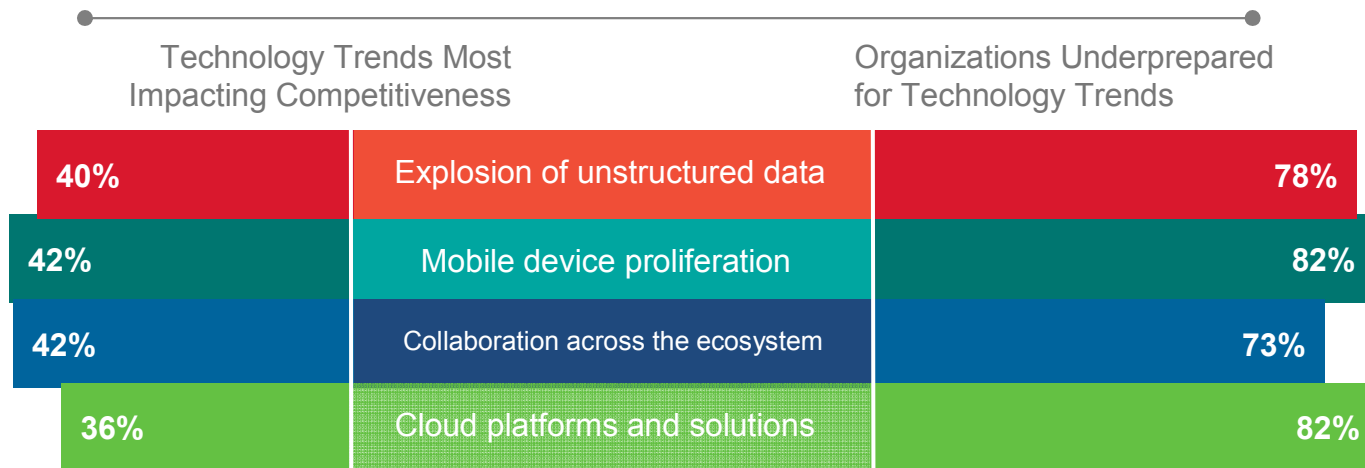 Technology Trends Most
Impacting Competitiveness
Organizations Underprepared
for Technology Trends
40%
Explosion of unstructured data
78%
42%
Mobile device proliferation
82%
42%
Collaboration across the ecosystem
73%
36%
Cloud platforms and solutions
82%